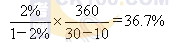 2%/(1-2%) × 360/(30-10) =36.7%